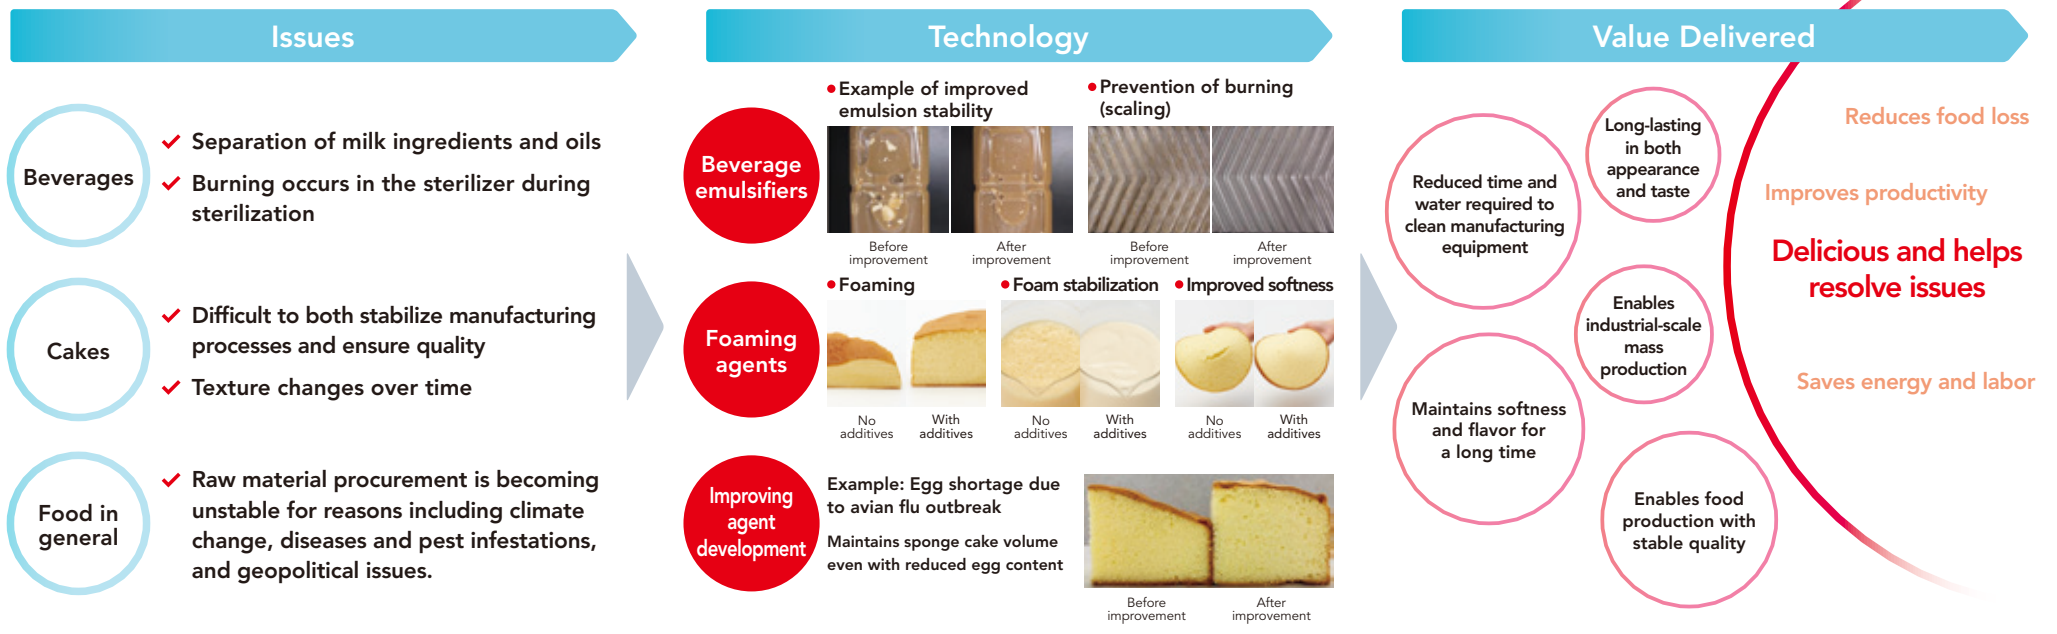 Issues
Beverages
Separation of milk ingredients and oils
Burning occurs in the sterilizer during
sterilization
Cakes
Difficult to both stabilize manufacturing
processes and ensure quality
Texture changes over time
Food in
general
Raw material procurement is becoming
unstable for reasons including climate
change, diseases and pest infestations,
and geopolitical issues.
Technology
Beverage
emulsifiers
Example of improved
emulsion stability
Before
improvement
After
improvement
Prevention of burning
(scaling)
Before
improvement
After
improvement
Foaming
agents
Foaming
No
additives
With
additives
Foam stabilization
No
additives
With
additives
Improved softness
No
additives
With
additives
Improving
agent
development
Example: Egg shortage due
to avian flu outbreak
Maintains sponge cake volume
even with reduced egg content
Before
improvement
After
improvement
Value Delivered
Reduced time and
water required to
clean manufacturing
equipment
Long-lasting
in both
appearance
and taste
Enables
industrial-scale
mass
production
Maintains softness
and flavor for
a long time
Enables food
production with
stable quality
Reduces food loss
Improves productivity
Delicious and helps
resolve issues
Saves energy and labor